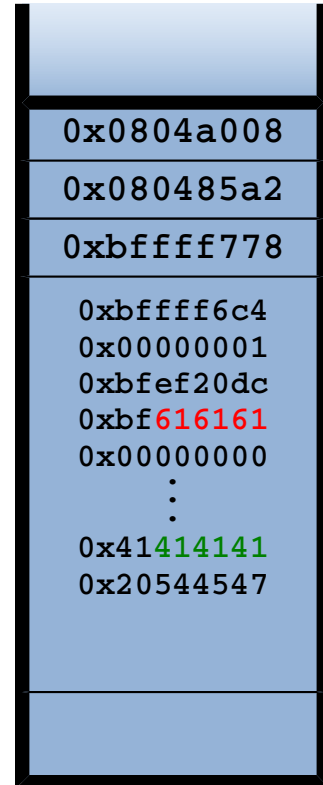 0x0804a008
0x080485a2
0xbffff778
0xbffff6c4
0x00000001
0xbfef20dc
0xbf616161
0x00000000
.
.
.
0x41414141
0x20544547